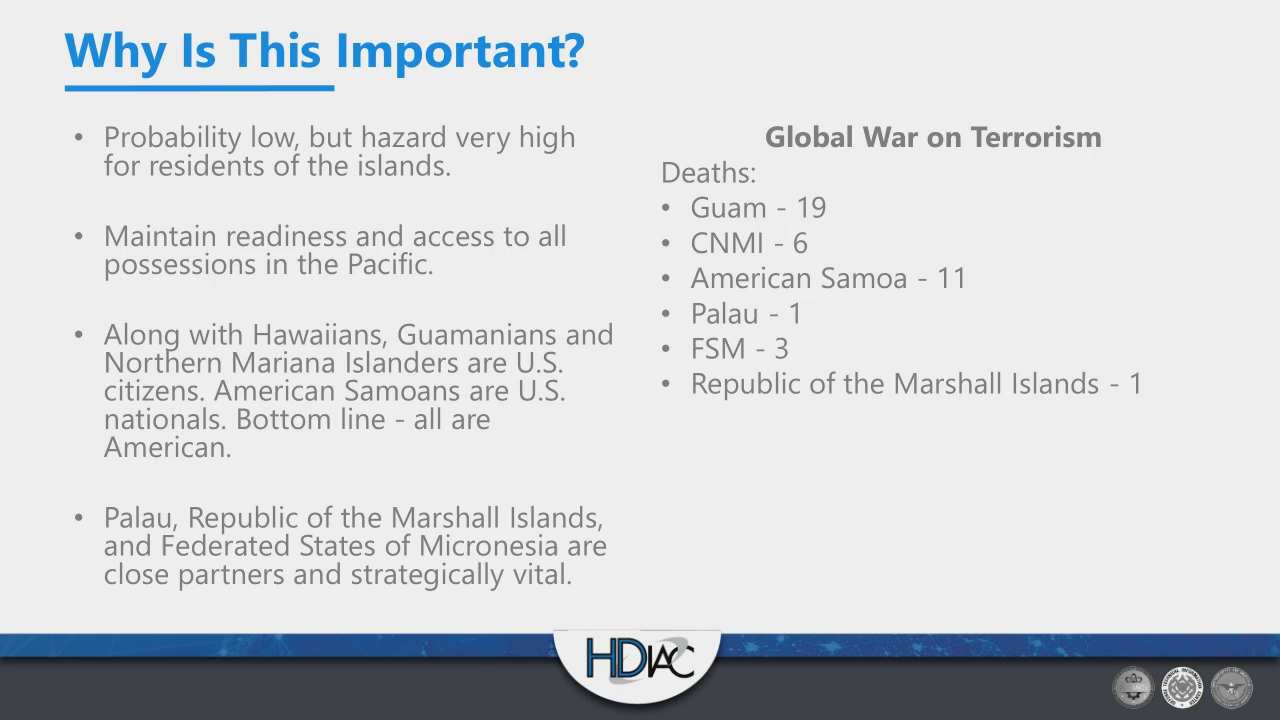 Why Is This Important?
• Probability low, but hazard very high
for residents of the islands.
• Maintain readiness and access to all
possessions in the Pacific.
• Along with Hawaiians, Guamanians and
Northern Mariana Islanders are U.S.
citizens. American Samoans are U.S.
nationals. Bottom line - all are
American.
• Palau, Republic of the Marshall Islands,
and Federated States of Micronesia are
close partners and strategically vital.
Global War on Terrorism
Deaths:
• Guam - 19
• CNMI - 6
• American Samoa - 11
• Palau - 1
• FSM - 3
• Republic of the Marshall Islands - 1
HDIAC